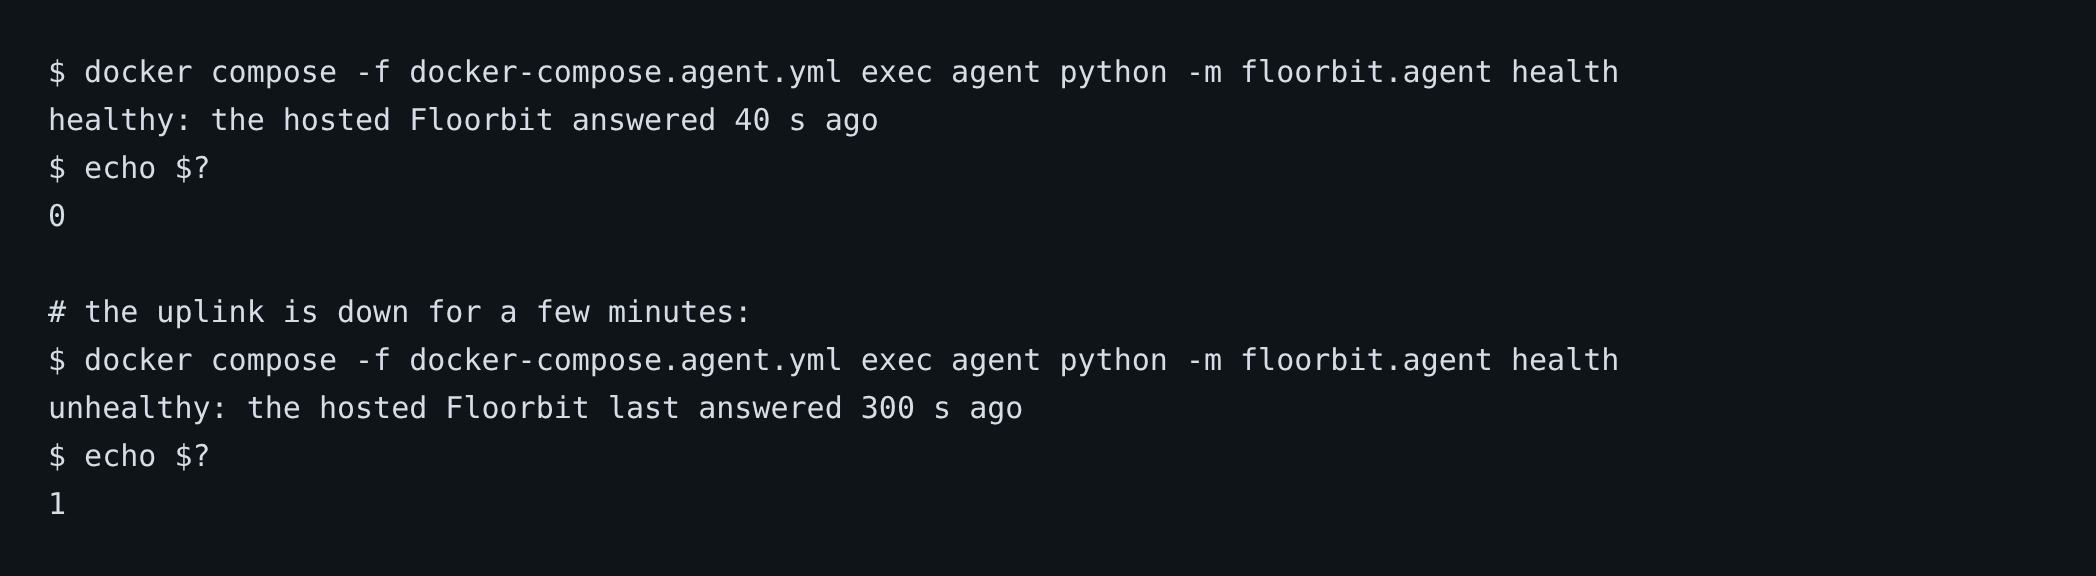 $ docker compose -f docker-compose.agent.yml exec agent python -m floorbit.agent health
healthy: the hosted Floorbit answered 40 s ago
$ echo $?
0
# the uplink is down for a few minutes:
$ docker compose -f docker-compose.agent.yml exec agent python -m floorbit.agent health
unhealthy: the hosted Floorbit last answered 300 s ago
$ echo $?
1